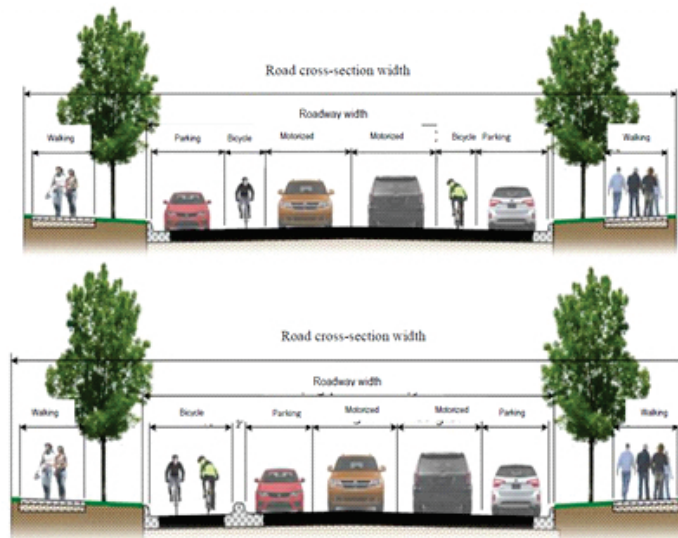 Road cross-section width
Roadway width
Walking Parking Bicycle Motorized Motorized Bicycle Parking Walking
Road cross-section width
Roadway width
Walking Bicycle Parking Motorized Motorized Parking Walking